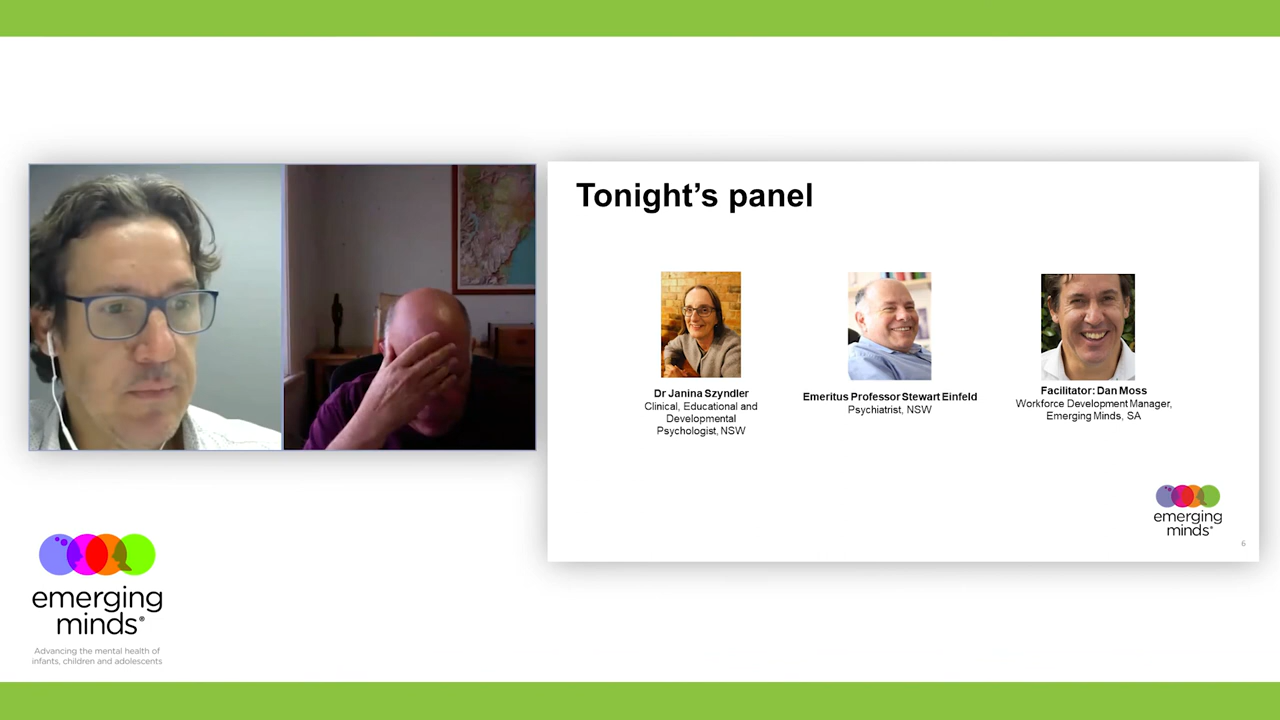 Tonight's panel
Dr Janina Szyndler
Clinical, Educational and
Developmental
Psychologist, NSW
Emeritus Professor Stewart Einfeld
Psychiatrist, NSW
Facilitator: Dan Moss
Workforce Development Manager,
Emerging Minds, SA
emerging
minds®
6
emerging
minds®
Advancing the mental health of
infants, children and adolescents